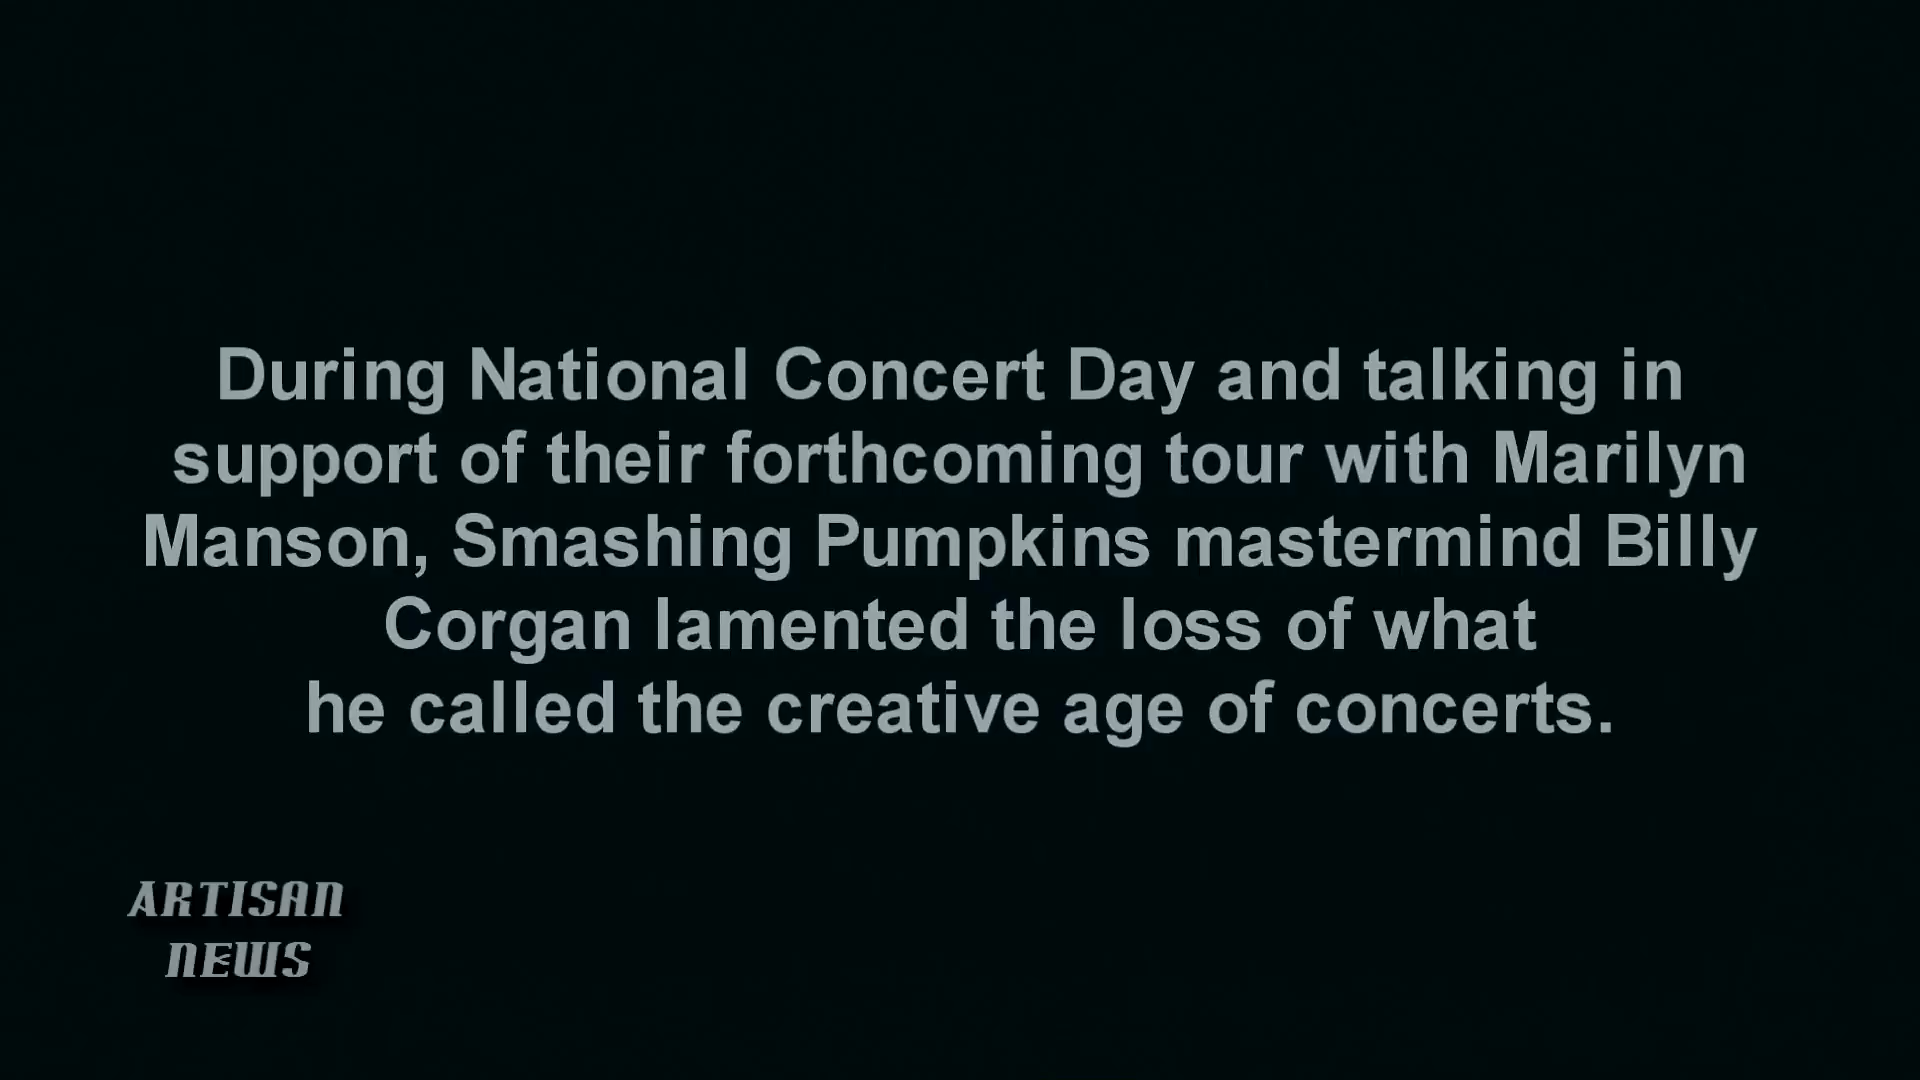 During National Concert Day and talking in
support of their forthcoming tour with Marilyn
Manson, Smashing Pumpkins mastermind Billy
Corgan lamented the loss of what
he called the creative age of concerts.
ARTISAN
NEWS